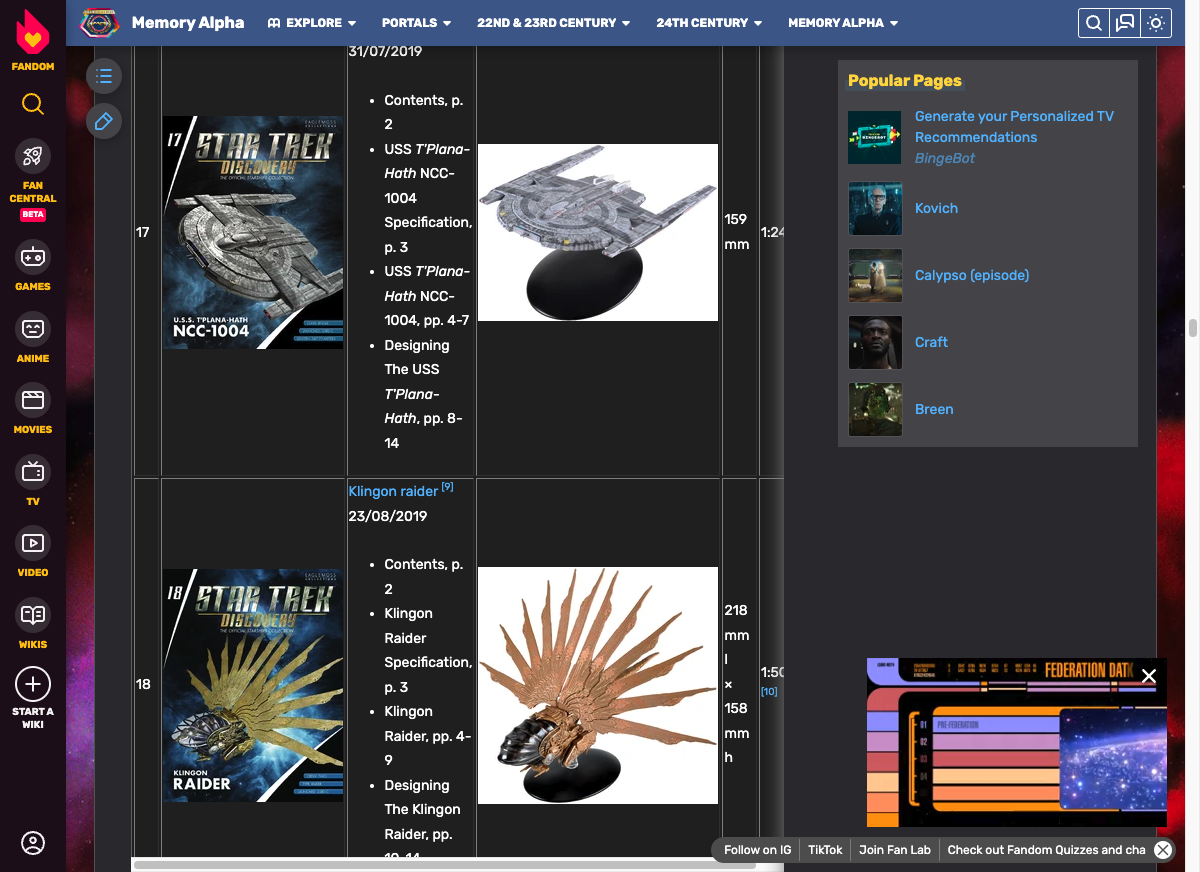 Memory Alpha
EXPLORE
PORTALS
22ND & 23RD CENTURY
24TH CENTURY
MEMORY ALPHA
FANDOM
FAN
CENTRAL
BETA
GAMES
ANIME
MOVIES
TV
VIDEO
WIKIS
START A
WIKI
17
17
STAR TREK
DISCOVERY
THE OFFICIAL STARSHIPS COLLECTION
EAGLEMOSS
COLLECTIONS
U.S.S. T'PLANA-HATH
NCC-1004
31/07/2019
Contents, p.
2
USS T'Plana-
Hath NCC-
1004
Specification,
p. 3
USS T'Plana-
Hath NCC-
1004, pp. 4-7
Designing
The USS
T'Plana-
Hath, pp. 8-
14
159
mm
1:24
18
18
STAR TREK
DISCOVERY
THE OFFICIAL STARSHIPS COLLECTION
EAGLEMOSS
COLLECTIONS
KLINGON
RAIDER
Klingon raider [9]
23/08/2019
Contents, p.
2
Klingon
Raider
Specification,
p. 3
Klingon
Raider, pp. 4-
9
Designing
The Klingon
Raider, pp.
10-14
218
mm
l
×
158
mm
h
1:50
[10]
Popular Pages
Generate your Personalized TV
Recommendations
BingeBot
Kovich
Calypso (episode)
Craft
Breen
FEDERATION DATA
01
PRE-FEDERATION
02
03
04
Follow on IG
TikTok
Join Fan Lab
Check out Fandom Quizzes and cha